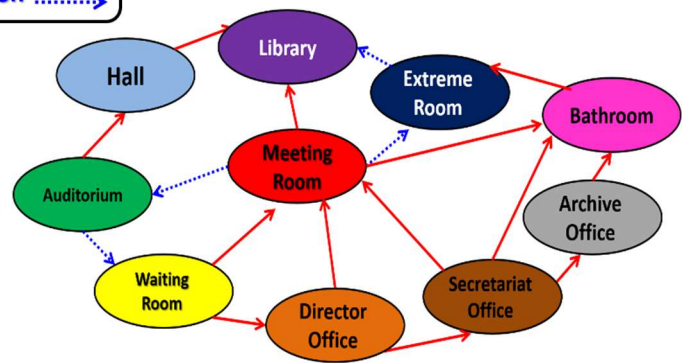 Library
Hall
Extreme
Room
Bathroom
Meeting
Room
Auditorium
Archive
Office
Waiting
Room
Secretariat
Office
Director
Office